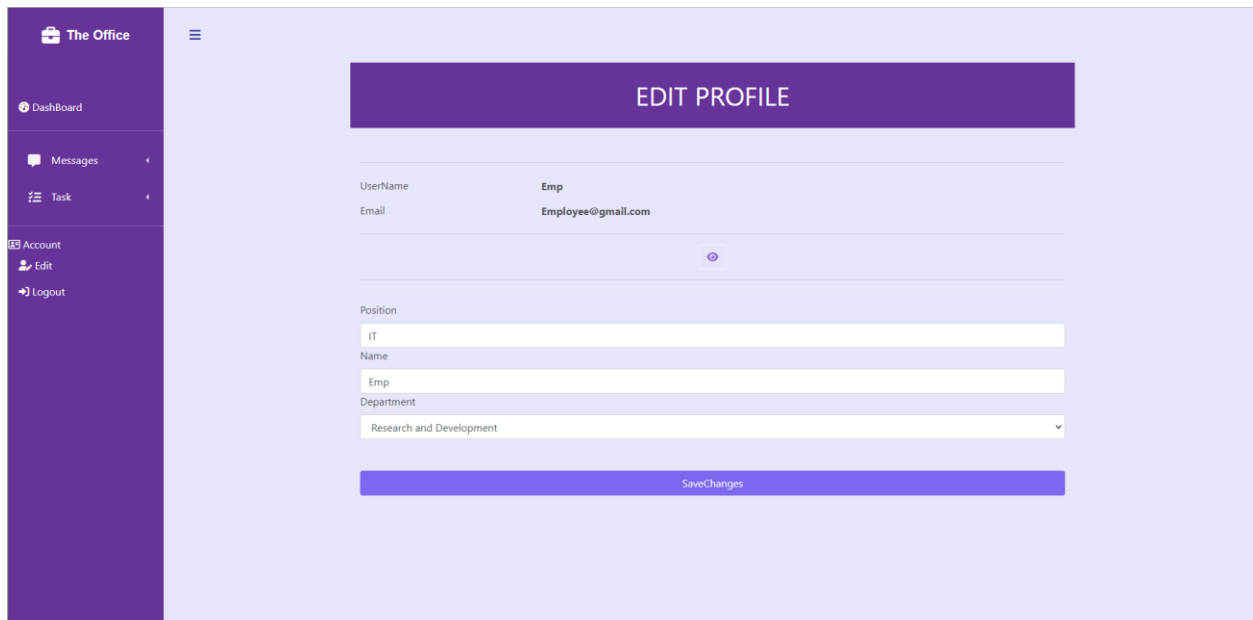 The Office
DashBoard
Messages
Task
Account
Edit
Logout
EDIT PROFILE
UserName Emp
Email Employee@gmail.com
Position
IT
Name
Emp
Department
Research and Development
SaveChanges